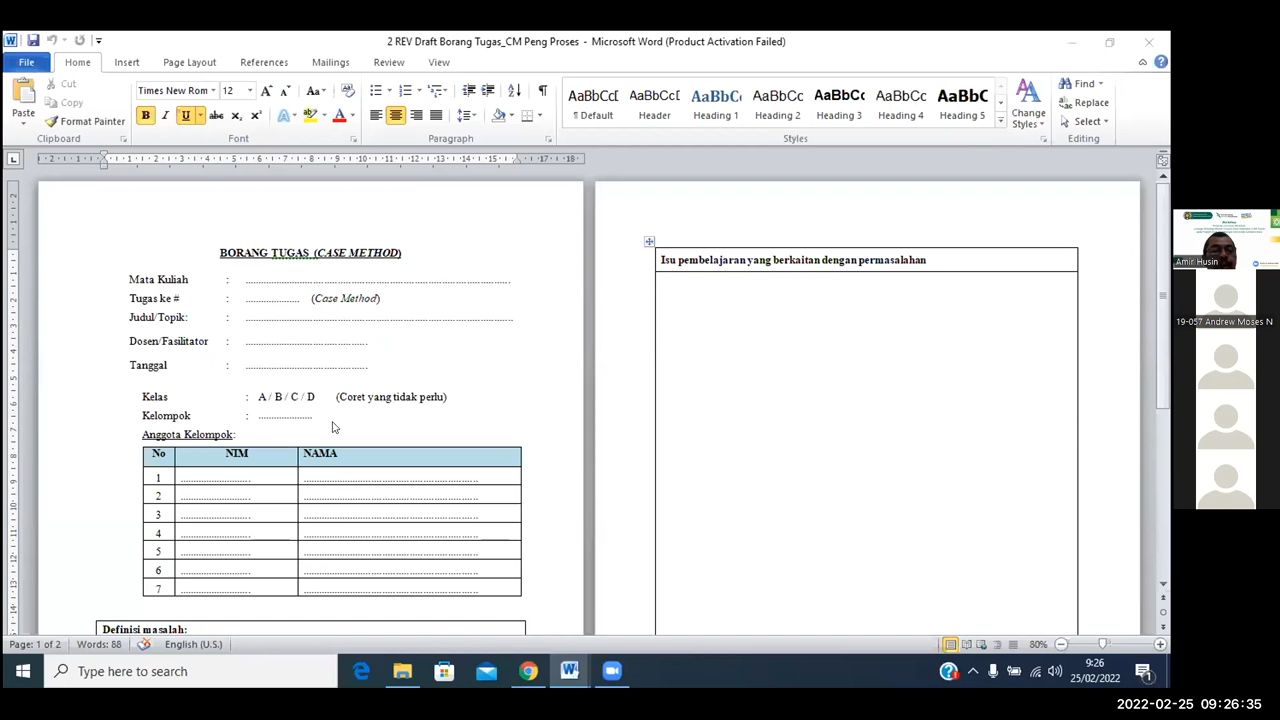 2 REV Draft Borang Tugas_CM Peng Proses - Microsoft Word (Product Activation Failed)
File Home Insert Page Layout References Mailings Review View
Cut
Copy
Format Painter
Paste
Clipboard
Times New Rom 12
Font
Paragraph
AaBbCc AaBbCc AaBbCc AaBbCc AaBbCc AaBbCc AaBbC
¶ Default Header Heading 1 Heading 2 Heading 3 Heading 4 Heading 5
Styles
Change Styles
Find
Replace
Select
Editing
BORANG TUGAS (CASE METHOD)
Mata Kuliah : ....................
Tugas ke # : .................... (Case Method)
Judul/Topik: : ....................
Dosen/Fasilitator : ....................
Tanggal : ....................
Kelas : A / B / C / D (Coret yang tidak perlu)
Kelompok : ....................
Anggota Kelompok:
No NIM NAMA
1 .................... ....................
2 .................... ....................
3 .................... ....................
4 .................... ....................
5 .................... ....................
6 .................... ....................
7 .................... ....................
Definisi masalah:
Isu pembelajaran yang berkaitan dengan permasalahan
Amir Husin
19-057 Andrew Moses N
Page: 1 of 2 Words: 88 English (U.S.) 80%
Type here to search
9:26
25/02/2022
2022-02-25 09:26:35